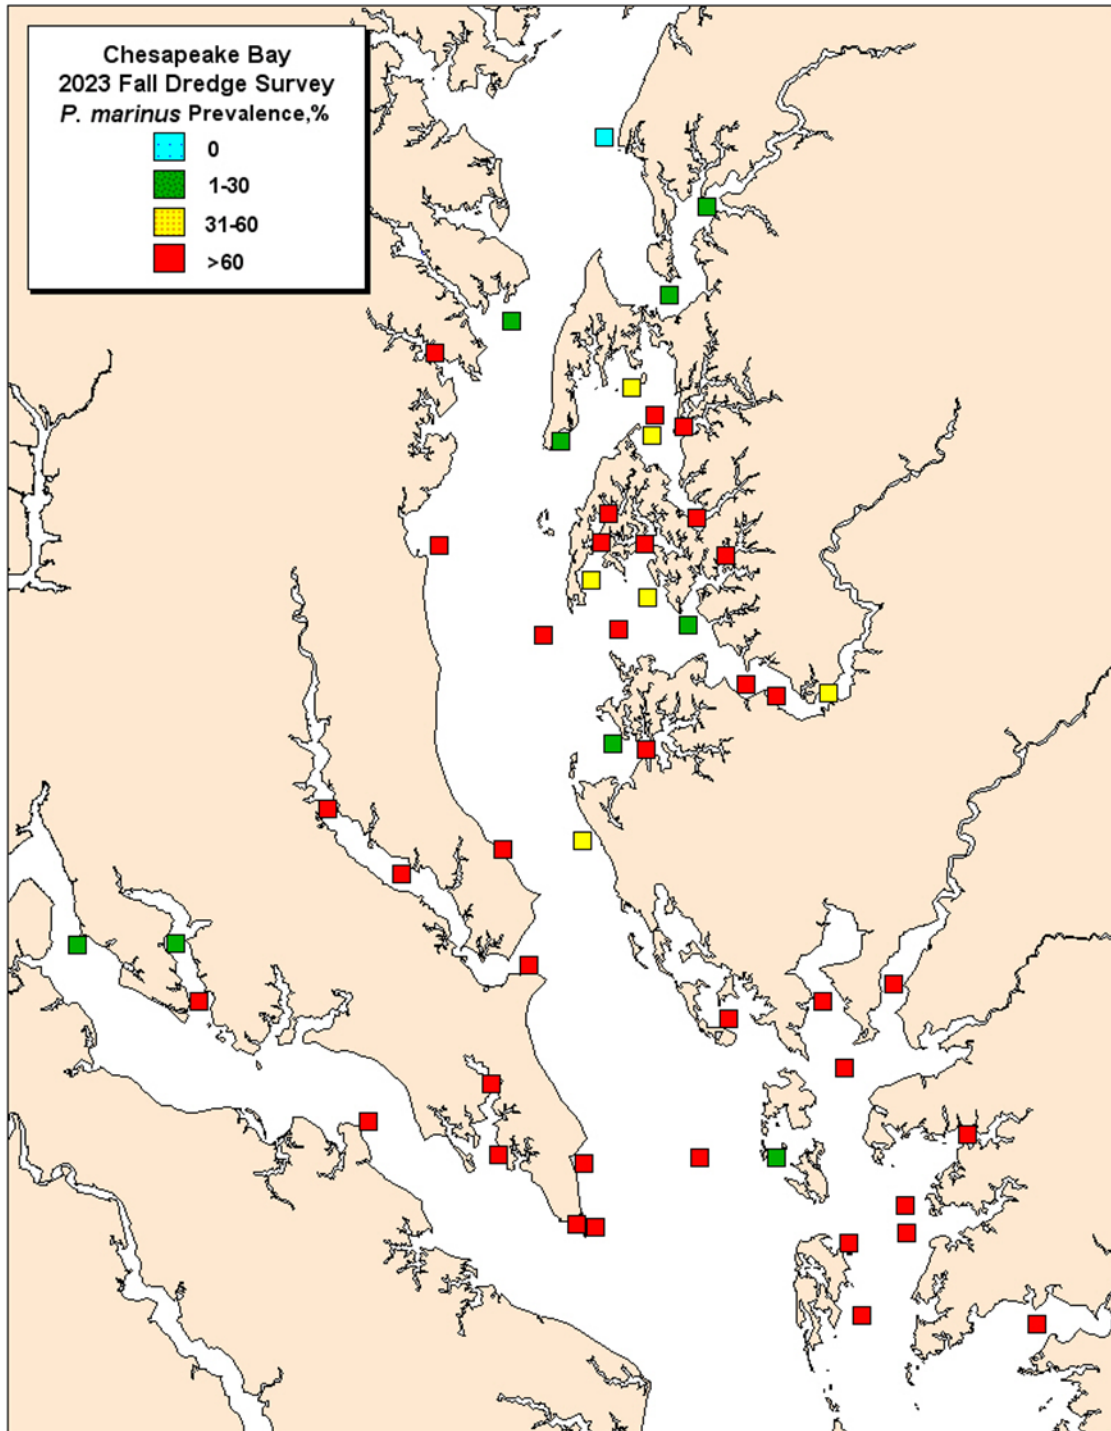 Chesapeake Bay
2023 Fall Dredge Survey
P. marinus Prevalence,%
0
1-30
31-60
>60